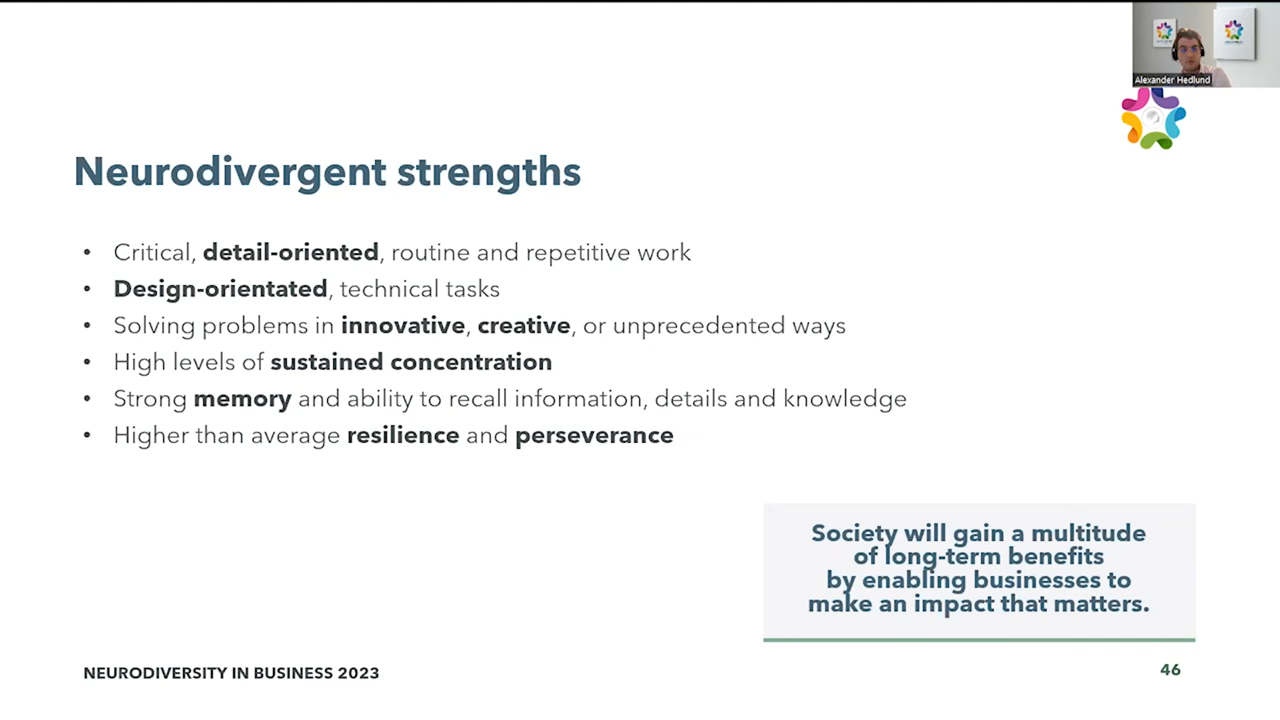 Alexander Hedlund
Neurodivergent strengths
• Critical, detail-oriented, routine and repetitive work
• Design-orientated, technical tasks
• Solving problems in innovative, creative, or unprecedented ways
• High levels of sustained concentration
• Strong memory and ability to recall information, details and knowledge
• Higher than average resilience and perseverance
Society will gain a multitude
of long-term benefits
by enabling businesses to
make an impact that matters.
NEURODIVERSITY IN BUSINESS 2023
46